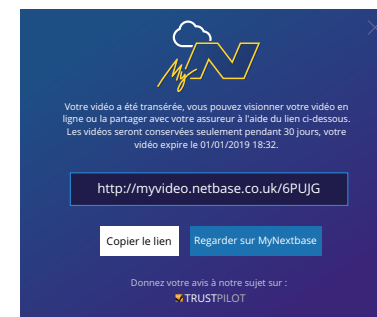 My N
Votre vidéo a été transérée, vous pouvez visionner votre vidéo en
ligne ou la partager avec votre assureur à l'aide du lien ci-dessous.
Les vidéos seront conservées seulement pendant 30 jours, votre
vidéo expire le 01/01/2019 18:32.
http://myvideo.netbase.co.uk/6PUJG
Copier le lien
Regarder sur MyNextbase
Donnez votre avis à notre sujet sur :
TRUSTPILOT